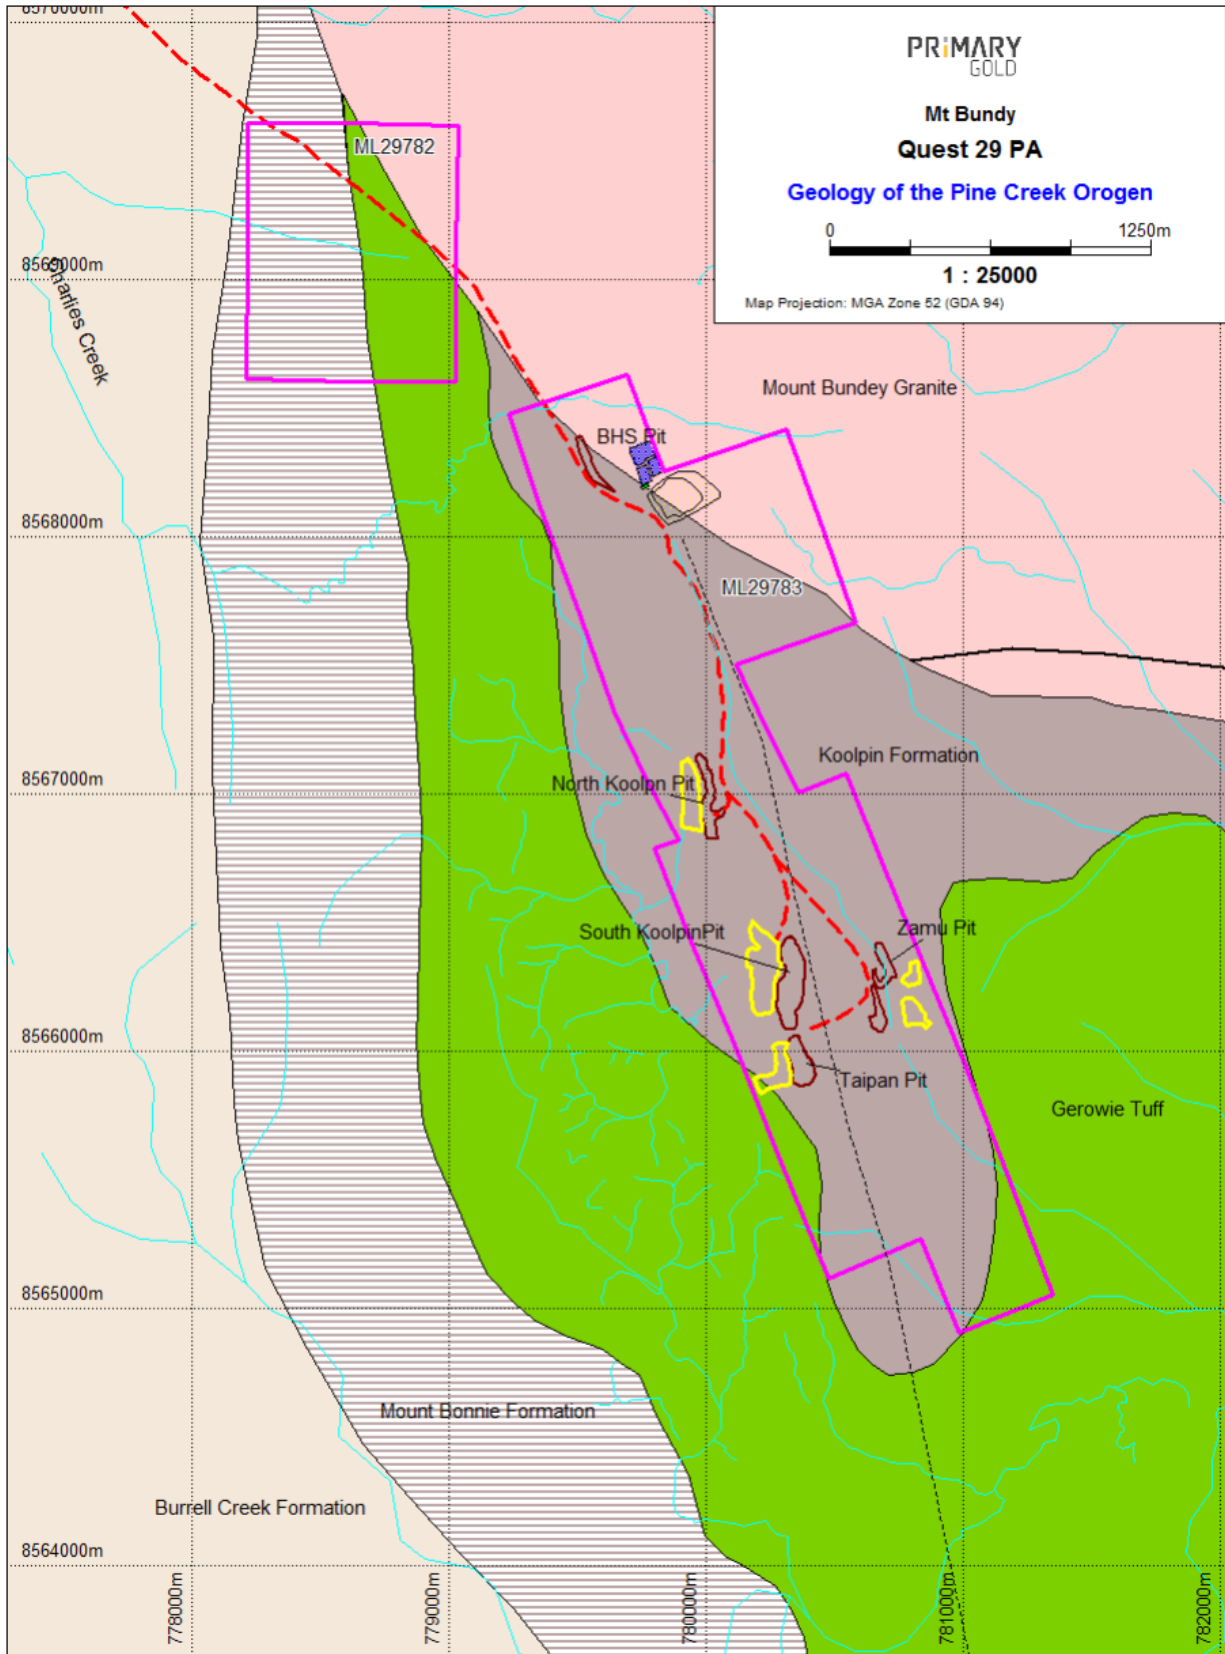 8570000m
PRiMARY
GOLD
Mt Bundy
Quest 29 PA
Geology of the Pine Creek Orogen
0 1250m
1 : 25000
Map Projection: MGA Zone 52 (GDA 94)
ML29782
8569000m
Charlies Creek
Mount Bundey Granite
BHS Pit
8568000m
ML29783
Koolpin Formation
North Koolpn Pit
8567000m
South KoolpinPit
Zamu Pit
8566000m
Taipan Pit
Gerowie Tuff
8565000m
Mount Bonnie Formation
Burrell Creek Formation
8564000m
778000m
779000m
780000m
781000m
782000m